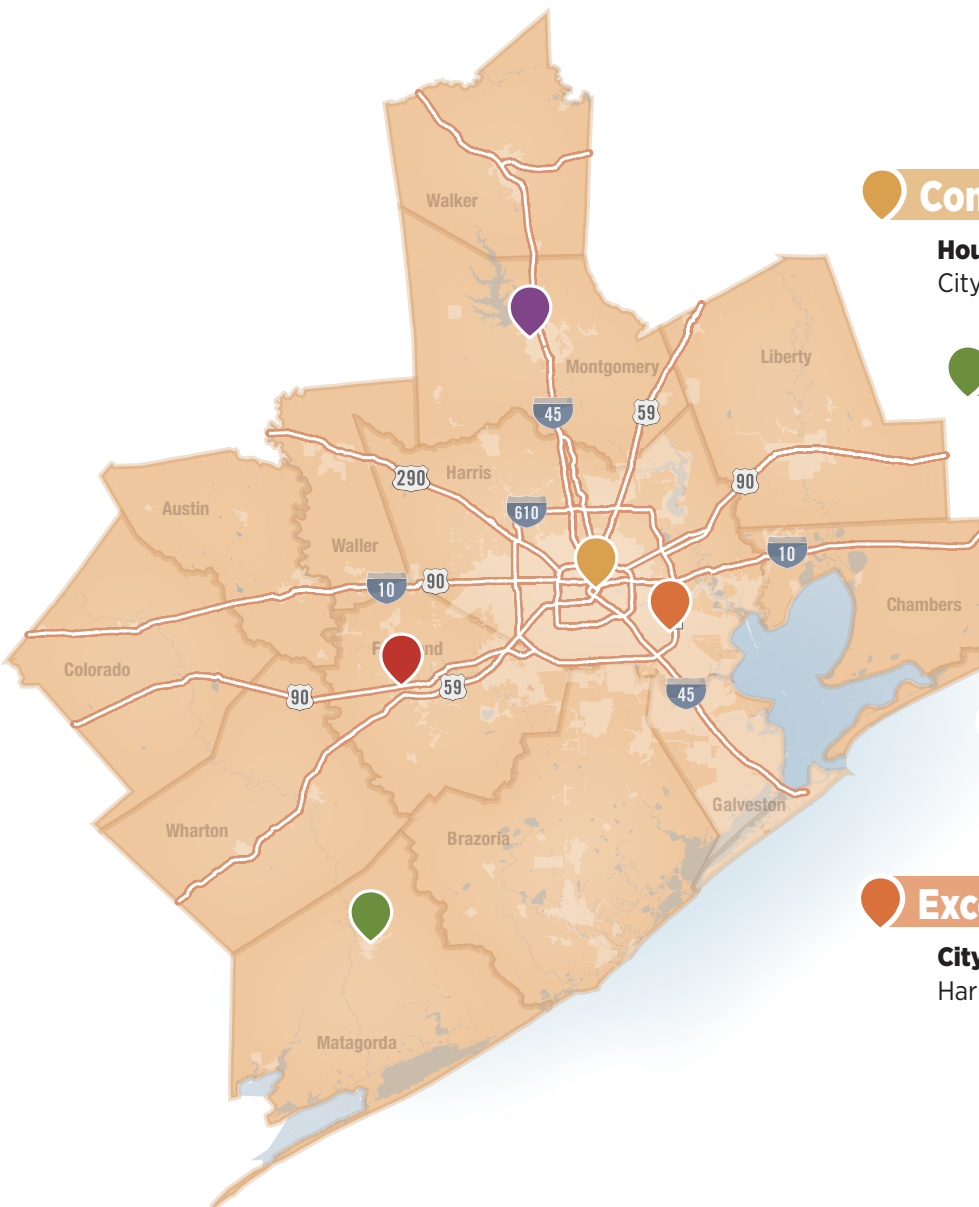 Walker
Con
Hou
City
Montgomery
Liberty
45
59
Harris
290
90
Austin
610
Waller
10
10
90
Chambers
Colorado
90
59
45
Galveston
Wharton
Brazoria
Exc
City
Har
Matagorda